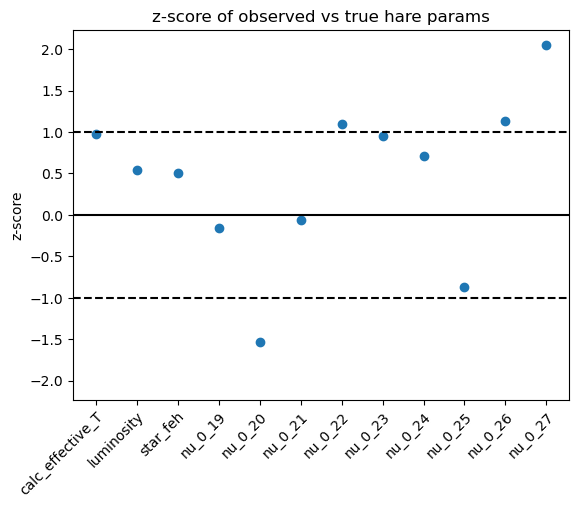 z-score of observed vs true hare params
z-score
2.0
1.5
1.0
0.5
0.0
−0.5
−1.0
−1.5
−2.0
calc_effective_T
luminosity
star_feh
nu_0_19
nu_0_20
nu_0_21
nu_0_22
nu_0_23
nu_0_24
nu_0_25
nu_0_26
nu_0_27